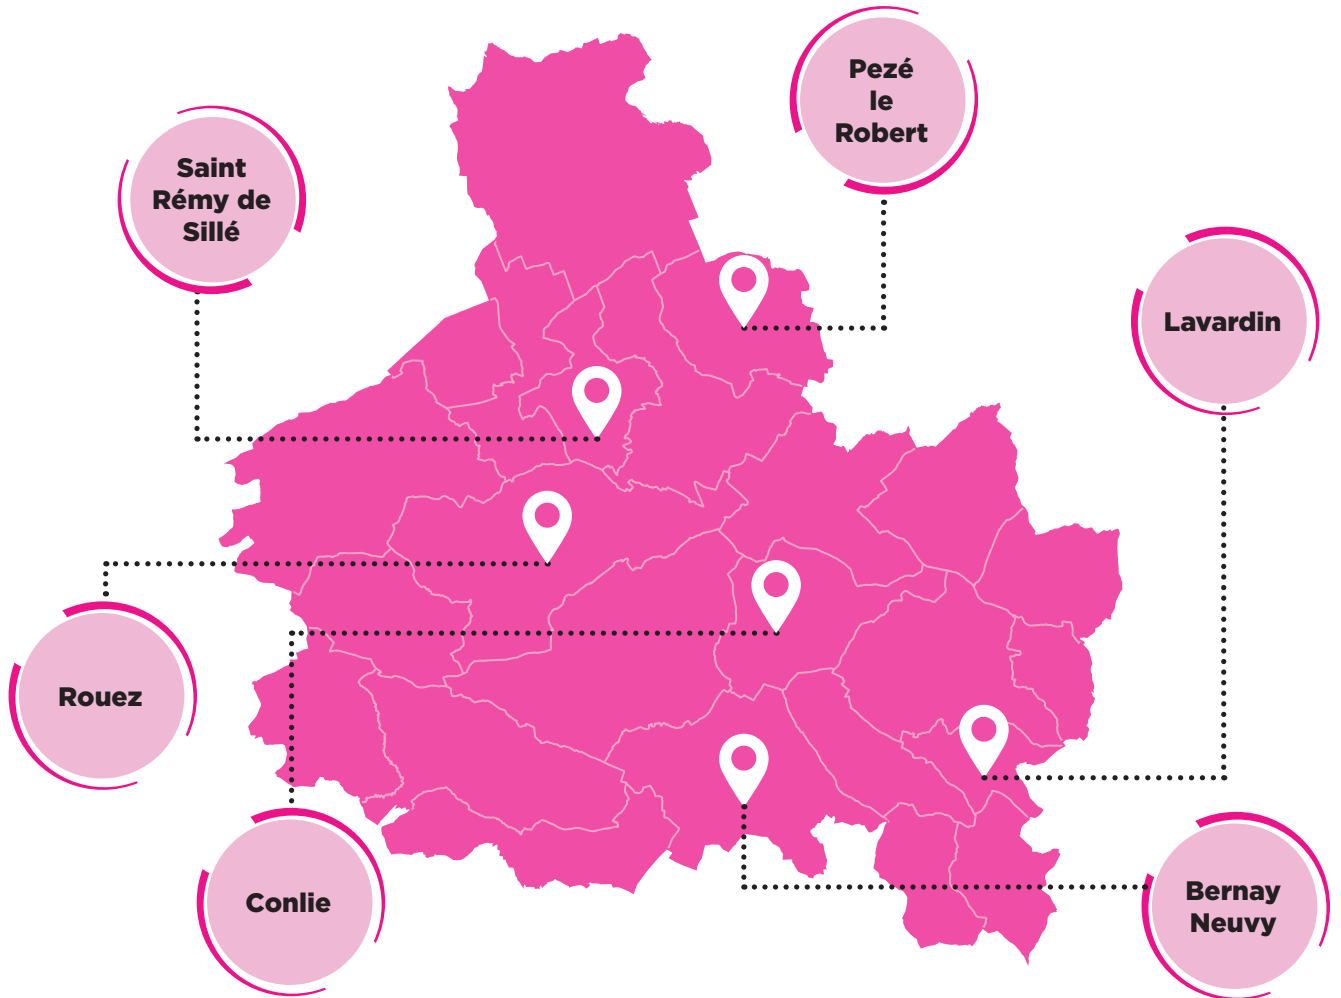 Pezé
le
Robert
Saint
Rémy de
Sillé
Lavardin
Rouez
Conlie
Bernay
Neuvy